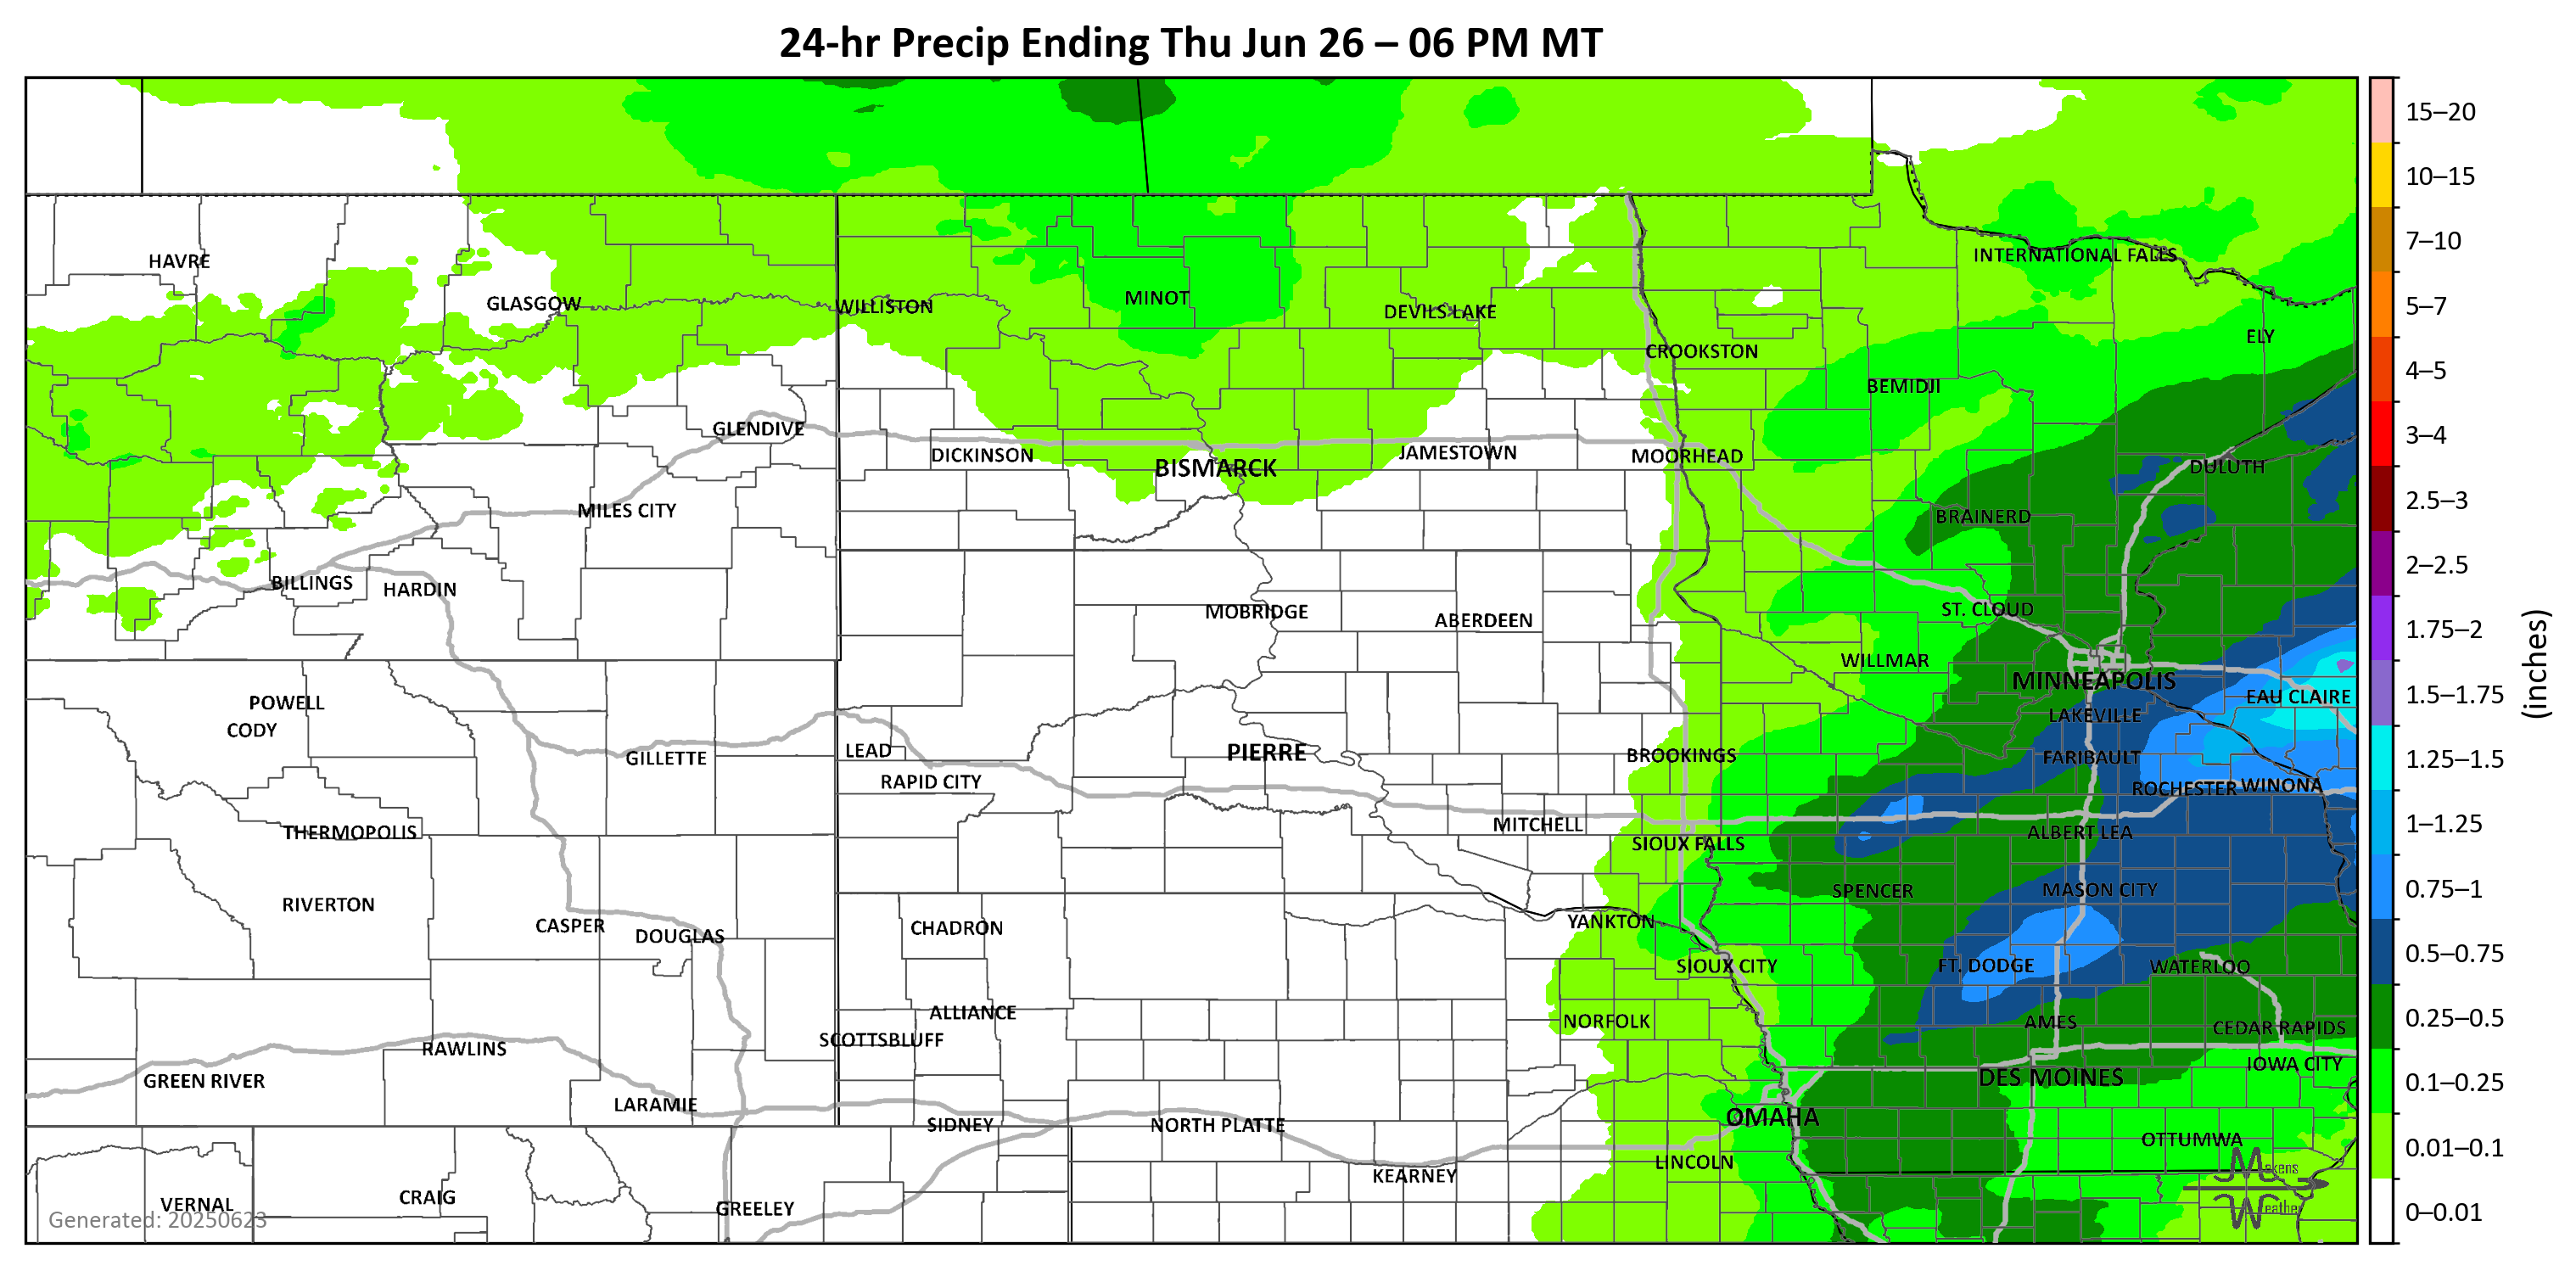 24-hr Precip Ending Thu Jun 26 – 06 PM MT
15–20
10–15
7–10
5–7
4–5
3–4
2.5–3
2–2.5
1.75–2
1.5–1.75
1.25–1.5
1–1.25
0.75–1
0.5–0.75
0.25–0.5
0.1–0.25
0.01–0.1
0–0.01
(inches)
HAVRE
INTERNATIONAL FALLS
GLASGOW
WILLISTON
MINOT
DEVILS LAKE
ELY
CROOKSTON
BEMIDJI
GLENDIVE
DICKINSON
BISMARCK
JAMESTOWN
MOORHEAD
DULUTH
MILES CITY
BRAINERD
BILLINGS
HARDIN
MOBRIDGE
ABERDEEN
ST. CLOUD
WILLMAR
MINNEAPOLIS
EAU CLAIRE
POWELL
LAKEVILLE
CODY
GILLETTE
LEAD
PIERRE
BROOKINGS
FARIBAULT
RAPID CITY
ROCHESTER
WINONA
THERMOPOLIS
MITCHELL
ALBERT LEA
SIOUX FALLS
RIVERTON
SPENCER
MASON CITY
CASPER
DOUGLAS
CHADRON
YANKTON
SIOUX CITY
FT. DODGE
WATERLOO
ALLIANCE
NORFOLK
AMES
CEDAR RAPIDS
RAWLINS
SCOTTSBLUFF
IOWA CITY
GREEN RIVER
DES MOINES
LARAMIE
SIDNEY
NORTH PLATTE
OMAHA
OTTUMWA
KEARNEY
LINCOLN
VERNAL
CRAIG
GREELEY
Makens
Weather
Generated: 20250623